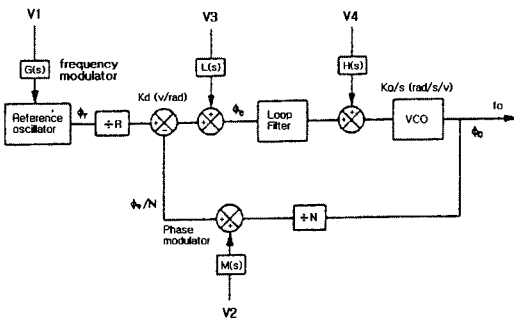 V1
V3
V4
G(s)
frequency
modulator
L(s)
H(s)
Kd (v/rad)
Ko/s (rad/s/v)
Reference
oscillator
ϕr
÷R
+
−
+
+
ϕe
Loop
Filter
+
+
VCO
fo
ϕo
ϕo/N
Phase
modulator
+
+
÷N
M(s)
V2